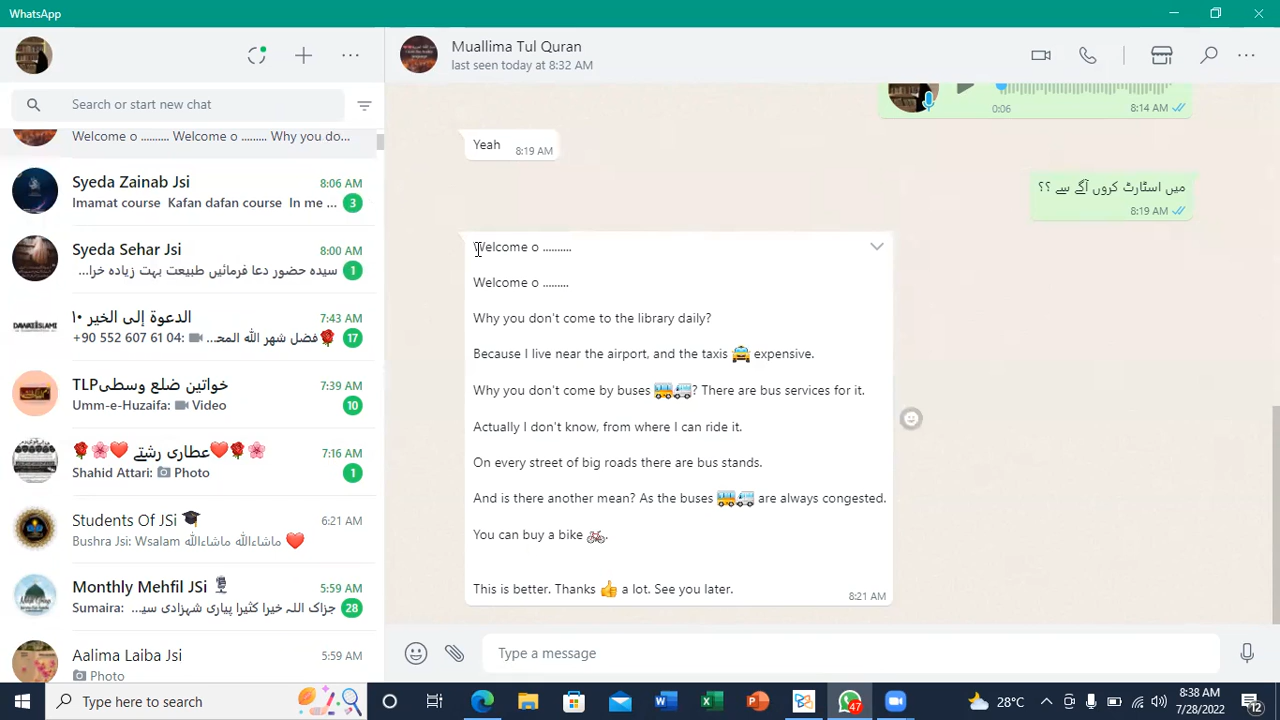 WhatsApp
Search or start new chat
Welcome o ......... Welcome o ......... Why you do...
Syeda Zainab Jsi
8:06 AM
Imamat course Kafan dafan course In me ...
3
Syeda Sehar Jsi
8:00 AM
سیدہ حضور دعا فرمائیں طبیعت بہت زیادہ خرا...
1
الدعوة إلى الخير ١٠
7:43 AM
+90 552 607 61 04: 🎥 فضل شهر الله المح...🥀
17
TLPخواتین ضلع وسطی
7:39 AM
Umm-e-Huzaifa: 🎥 Video
10
🌹🌸❤️عطاری رشتے❤️🌹🌸
7:16 AM
Shahid Attari: 📷 Photo
1
Students Of JSi 🎓
6:21 AM
Bushra Jsi: Wsalam ماشاءالله ماشاءالله ❤️
Monthly Mehfil JSi 🎙️
5:59 AM
Sumaira: جزاک اللہ خیرا کثیرا پیاری شہزادی سید...
28
Aalima Laiba Jsi
5:59 AM
📷 Photo
Muallima Tul Quran
last seen today at 8:32 AM
0:06
8:14 AM
Yeah
8:19 AM
میں اسٹارٹ کروں آگے سے ؟؟
8:19 AM
Welcome o ..........
Welcome o .........
Why you don't come to the library daily?
Because I live near the airport, and the taxis 🚖 expensive.
Why you don't come by buses 🚌🚐? There are bus services for it.
Actually I don't know, from where I can ride it.
On every street of big roads there are bus stands.
And is there another mean? As the buses 🚌🚐 are always congested.
You can buy a bike 🚲.
This is better. Thanks 👍 a lot. See you later.
8:21 AM
Type a message
Type here to search
47
28°C
8:38 AM
7/28/2022
12